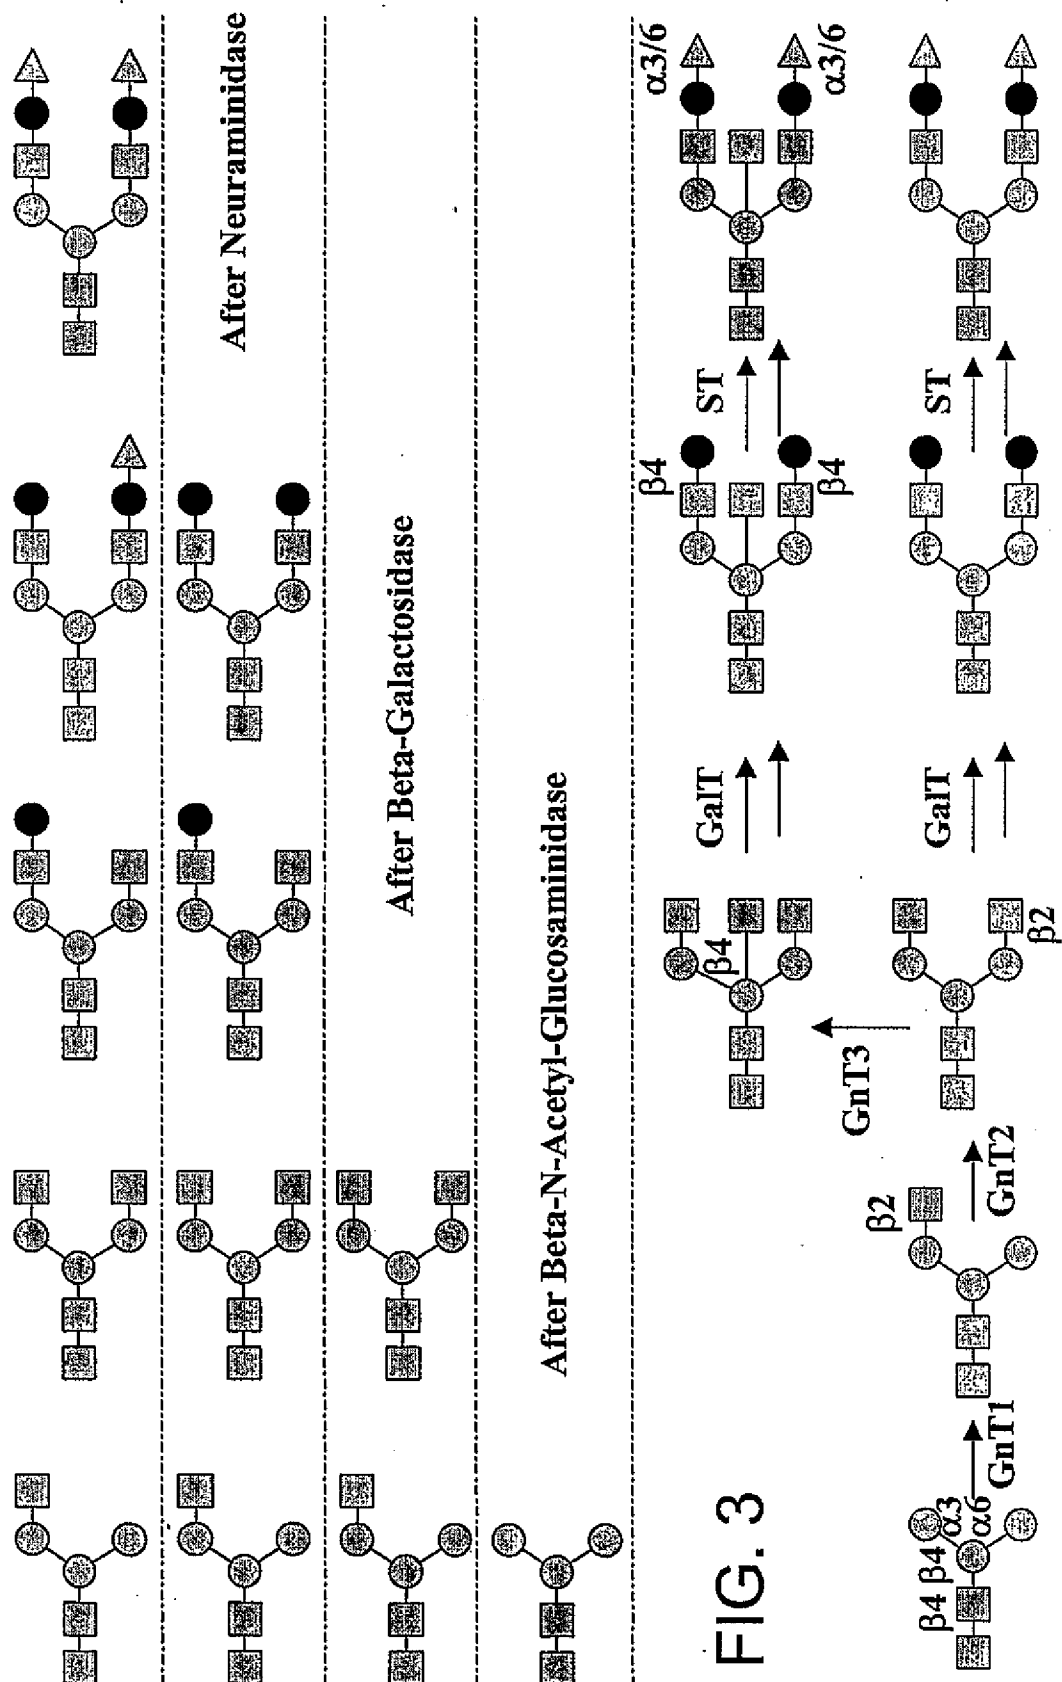 After Neuraminidase
After Beta-Galactosidase
After Beta-N-Acetyl-Glucosaminidase
FIG. 3
β4 β4
α3
α6
GnT1
β2
GnT2
β2
GnT3
β4
GalT
GalT
β4
β4
ST
ST
α3/6
α3/6